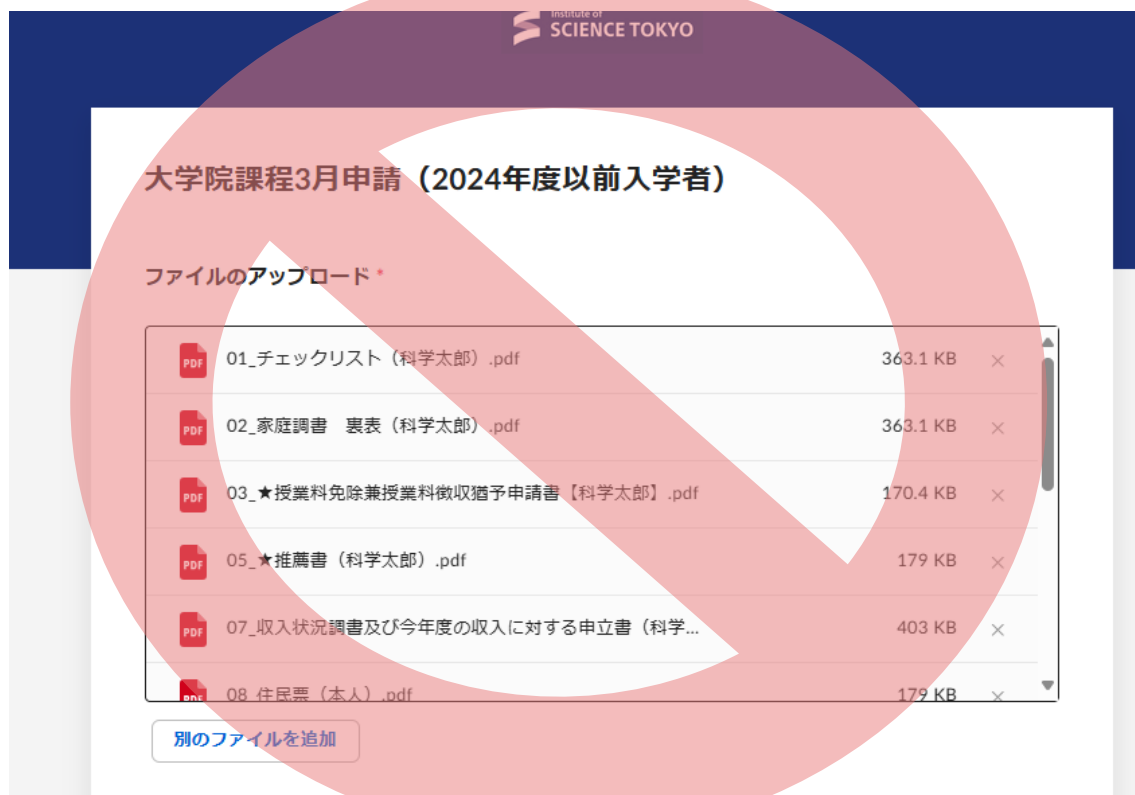 Institute of
SCIENCE TOKYO
大学院課程3月申請（2024年度以前入学者）
ファイルのアップロード *
PDF 01_チェックリスト（科学太郎）.pdf 363.1 KB ×
PDF 02_家庭調書　裏表（科学太郎）.pdf 363.1 KB ×
PDF 03_★授業料免除兼授業料徴収猶予申請書【科学太郎】.pdf 170.4 KB ×
PDF 05_★推薦書（科学太郎）.pdf 179 KB ×
PDF 07_収入状況調書及び今年度の収入に対する申立書（科学... 403 KB ×
PDF 08_住民票（本人）.pdf 179 KB ×
別のファイルを追加